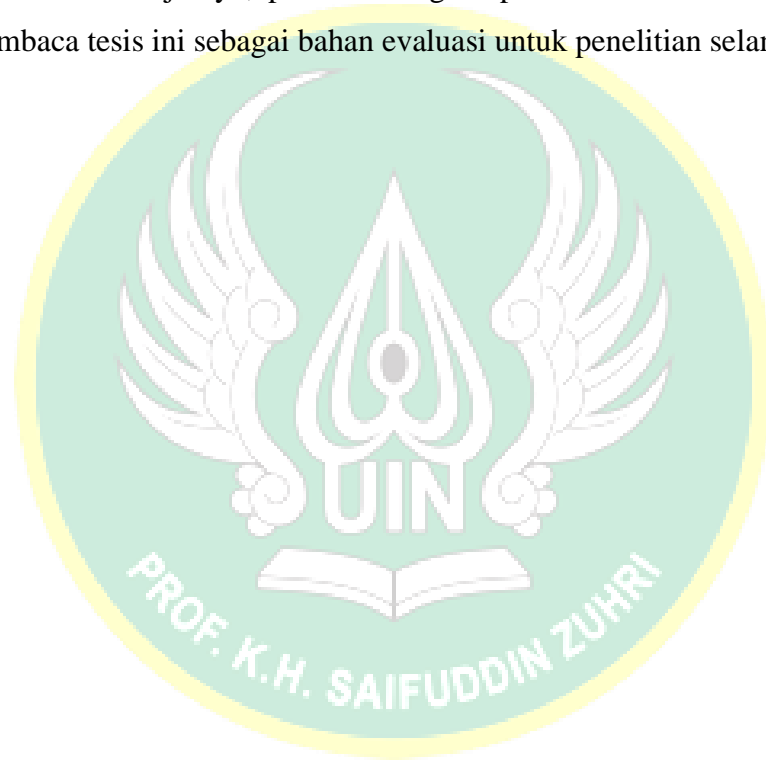 mbaca tesis ini sebagai bahan evaluasi untuk penelitian selan
UIN
PROF. K.H. SAIFUDDIN ZUHRI